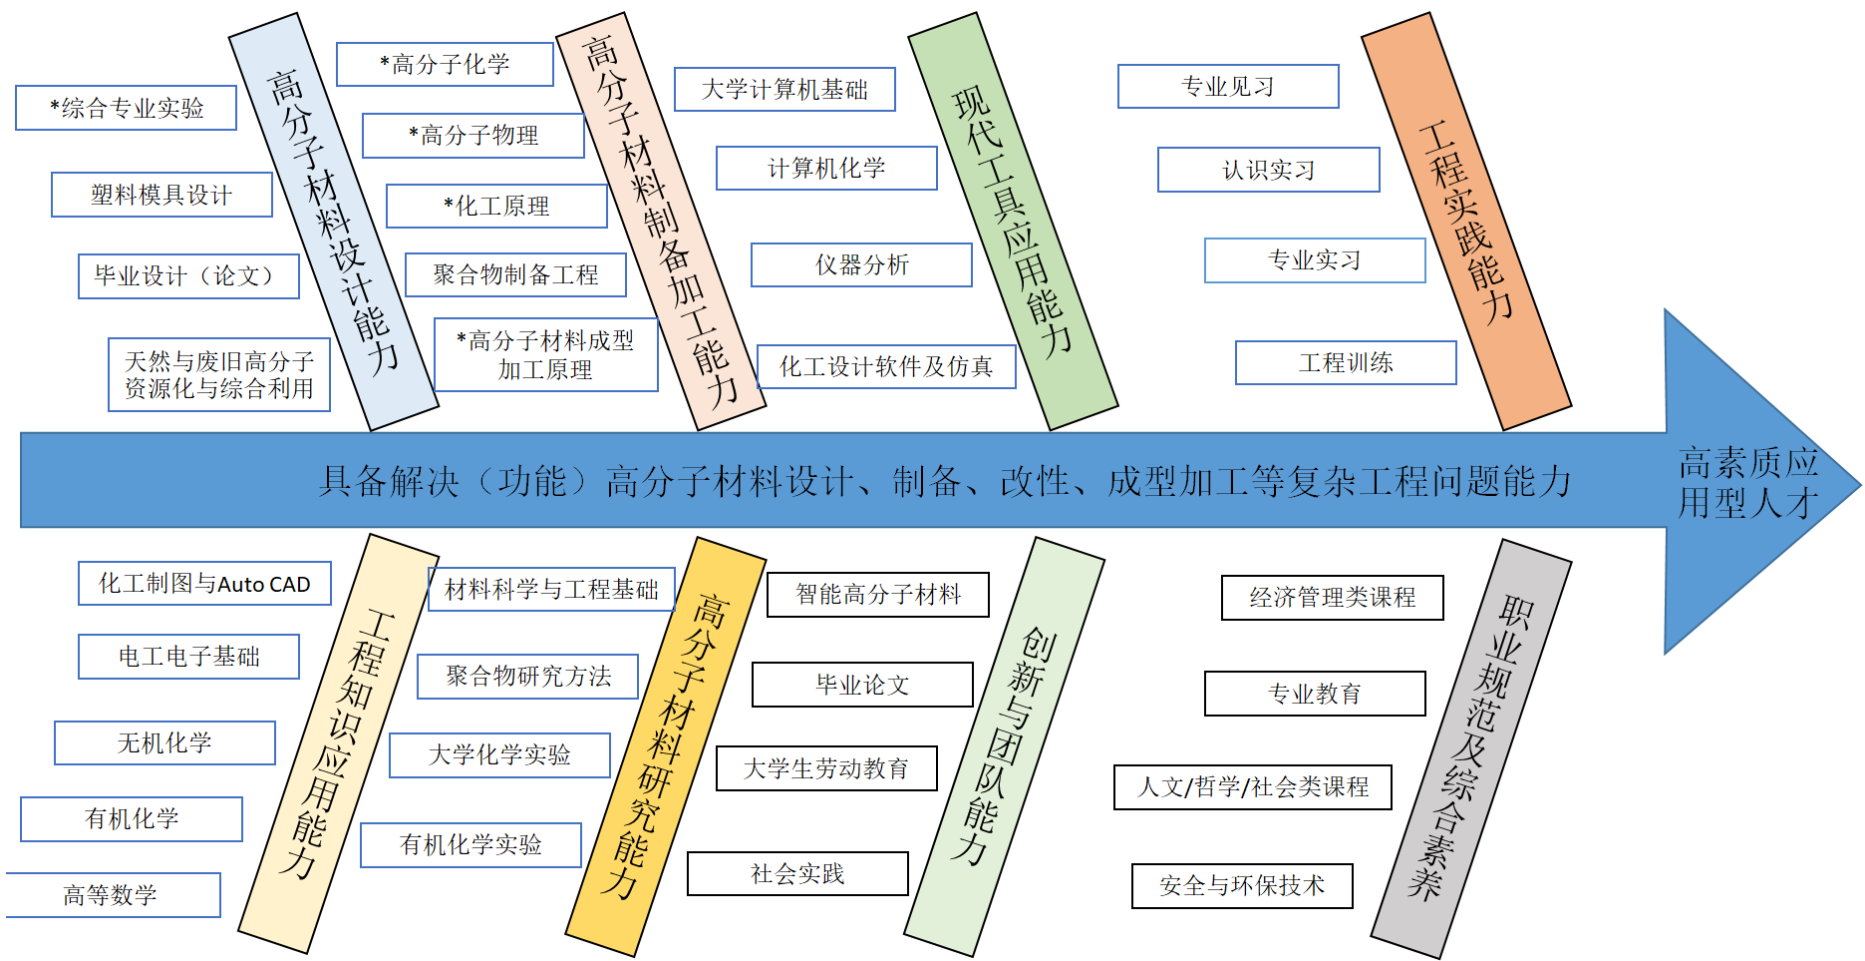 *综合专业实验
塑料模具设计
毕业设计（论文）
天然与废旧高分子
资源化与综合利用
高分子材料设计能力
*高分子化学
*高分子物理
*化工原理
聚合物制备工程
*高分子材料成型
加工原理
高分子材料制备加工能力
大学计算机基础
计算机化学
仪器分析
化工设计软件及仿真
现代工具应用能力
专业见习
认识实习
专业实习
工程训练
工程实践能力
具备解决（功能）高分子材料设计、制备、改性、成型加工等复杂工程问题能力
高素质应
用型人才
化工制图与Auto CAD
电工电子基础
无机化学
有机化学
高等数学
工程知识应用能力
材料科学与工程基础
聚合物研究方法
大学化学实验
有机化学实验
高分子材料研究能力
智能高分子材料
毕业论文
大学生劳动教育
社会实践
创新与团队能力
经济管理类课程
专业教育
人文/哲学/社会类课程
安全与环保技术
职业规范及综合素养